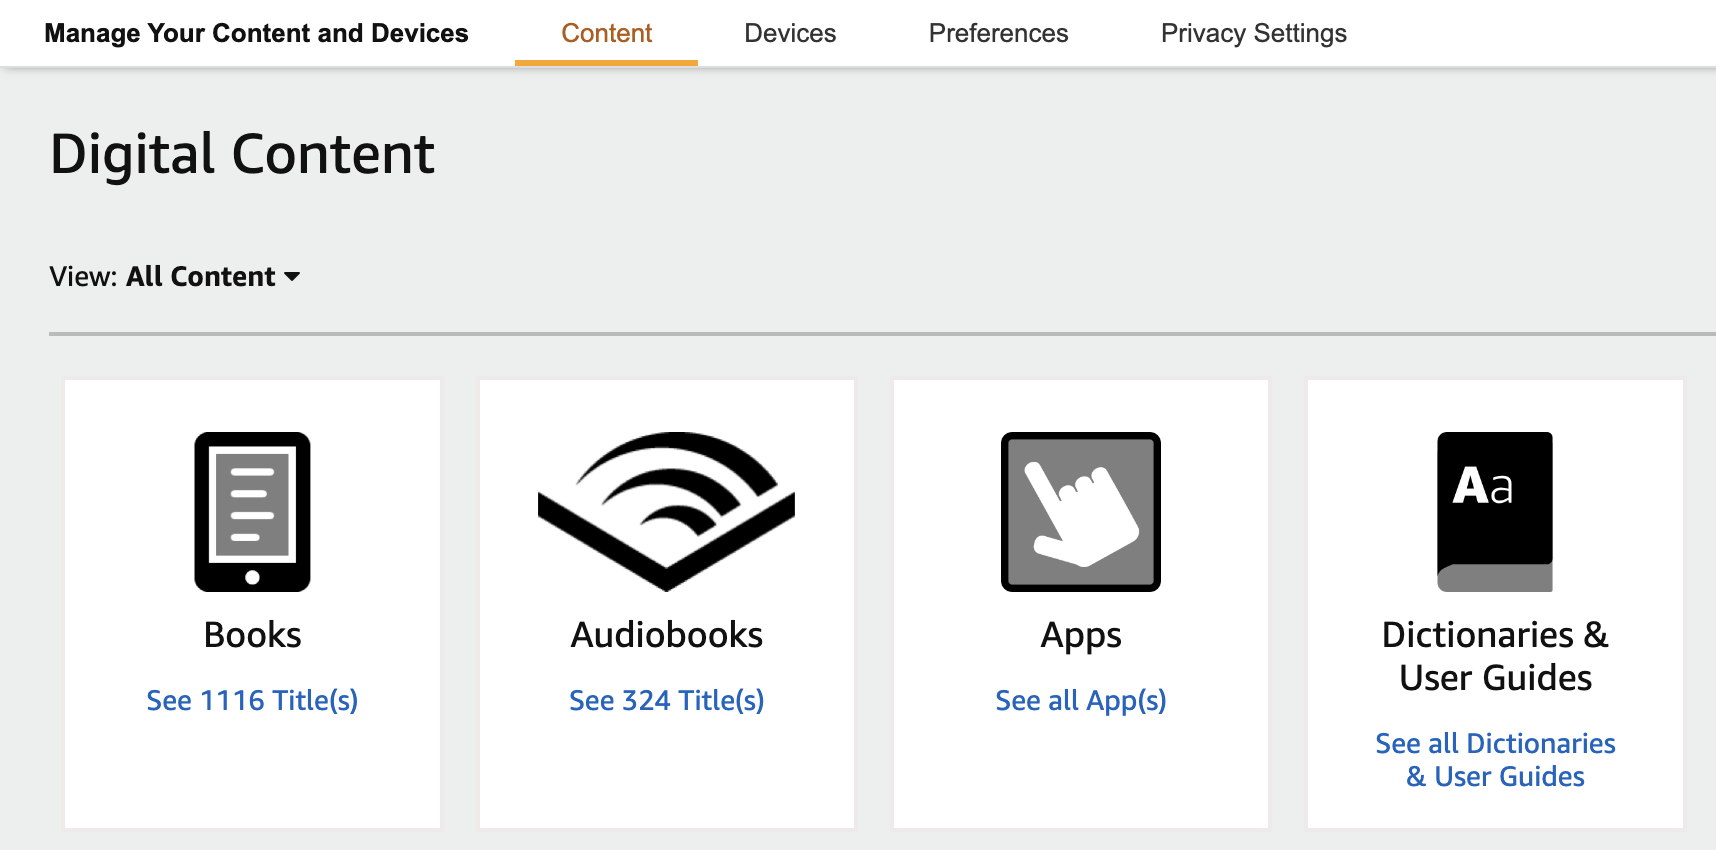 Manage Your Content and Devices Content Devices Preferences Privacy Settings
Digital Content
View: All Content
Books
See 1116 Title(s)
Audiobooks
See 324 Title(s)
Apps
See all App(s)
Aa
Dictionaries &
User Guides
See all Dictionaries
& User Guides